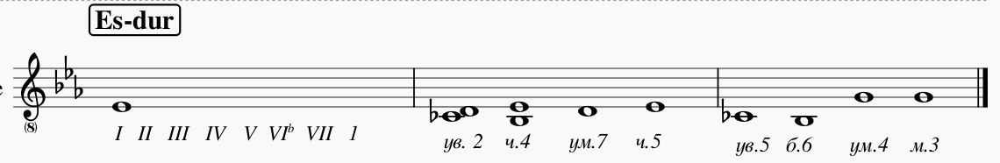 Es-dur
e
(8)
I II III IV V VIᵇ VII 1
ув. 2 ч.4 ум.7 ч.5 ув.5 б.6 ум.4 м.3